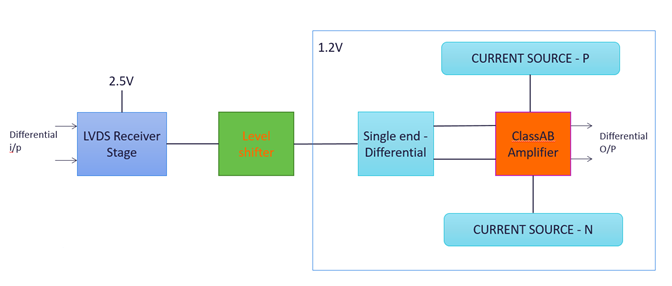 1.2V
CURRENT SOURCE - P
2.5V
Differential
i/p
LVDS Receiver
Stage
Level
shifter
Single end -
Differential
ClassAB
Amplifier
Differential
O/P
CURRENT SOURCE - N